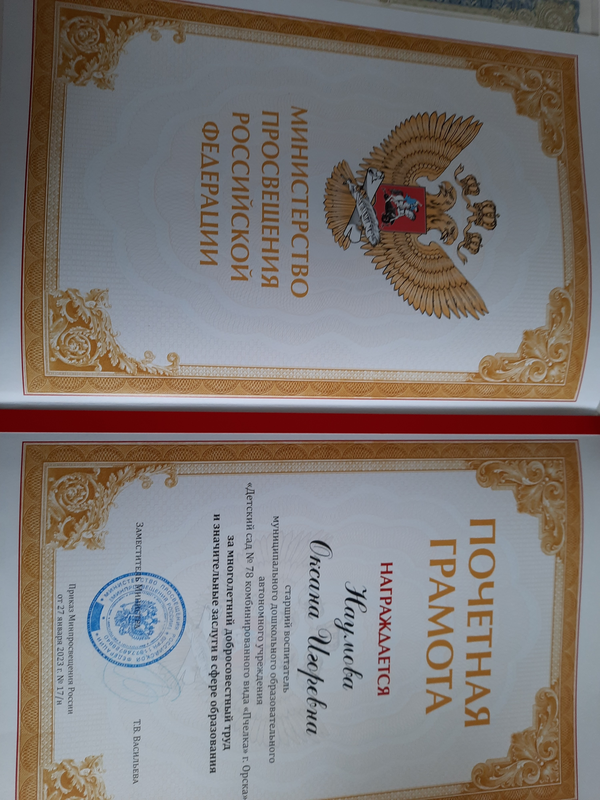 МИНИСТЕРСТВО
ПРОСВЕЩЕНИЯ
РОССИЙСКОЙ
ФЕДЕРАЦИИ
ПОЧЕТНАЯ
ГРАМОТА
НАГРАЖДАЕТСЯ
Наумова
Оксана Игоревна
старший воспитатель
муниципального дошкольного образовательного
автономного учреждения
«Детский сад № 78 комбинированного вида «Пчелка» г. Орска»
за многолетний добросовестный труд
и значительные заслуги в сфере образования
Заместитель Министра Т.В. Васильева
Приказ Минпросвещения России
от 27 января 2023 г. № 17/н